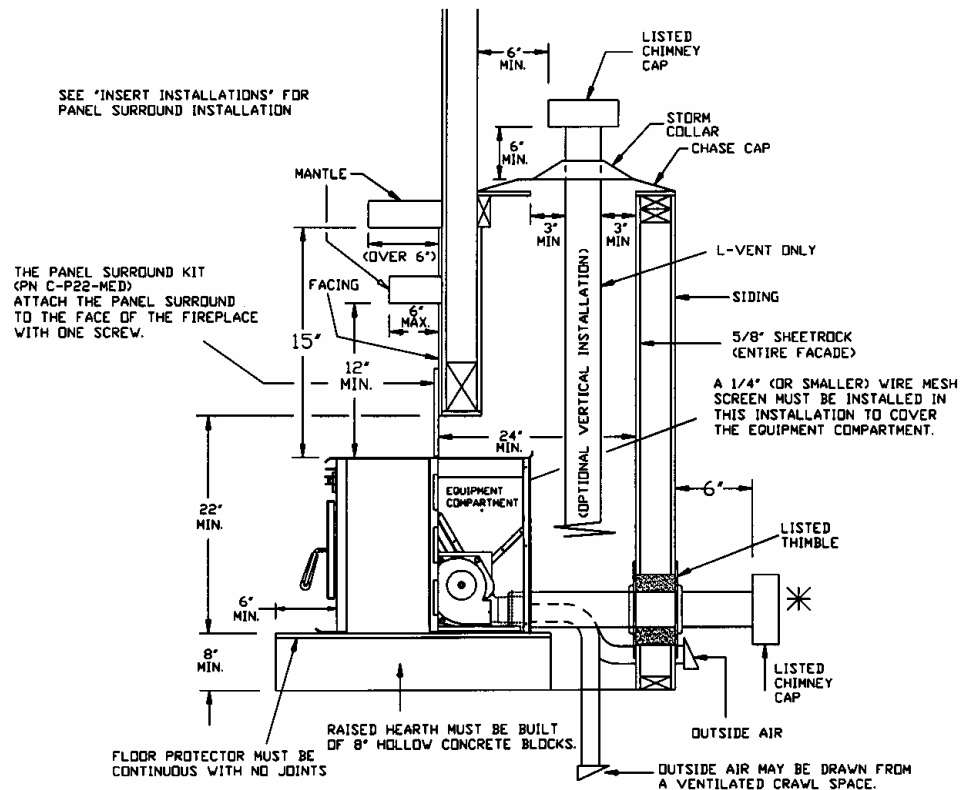 LISTED
CHIMNEY
CAP
6"
MIN.
SEE "INSERT INSTALLATIONS" FOR
PANEL SURROUND INSTALLATION
STORM
COLLAR
6"
MIN.
CHASE CAP
MANTLE
3"
MIN
3"
MIN
(OVER 6")
L-VENT ONLY
THE PANEL SURROUND KIT
(PN C-P22-MED)
ATTACH THE PANEL SURROUND
TO THE FACE OF THE FIREPLACE
WITH ONE SCREW.
FACING
SIDING
6"
MAX.
15"
5/8" SHEETROCK
(ENTIRE FACADE)
12"
MIN.
(OPTIONAL VERTICAL INSTALLATION)
A 1/4" (OR SMALLER) WIRE MESH
SCREEN MUST BE INSTALLED IN
THIS INSTALLATION TO COVER
THE EQUIPMENT COMPARTMENT.
24"
MIN.
6"
EQUIPMENT
COMPARTMENT
22"
MIN.
LISTED
THIMBLE
6"
MIN.
8"
MIN.
LISTED
CHIMNEY
CAP
RAISED HEARTH MUST BE BUILT
OF 8" HOLLOW CONCRETE BLOCKS.
OUTSIDE AIR
FLOOR PROTECTOR MUST BE
CONTINUOUS WITH NO JOINTS
OUTSIDE AIR MAY BE DRAWN FROM
A VENTILATED CRAWL SPACE.